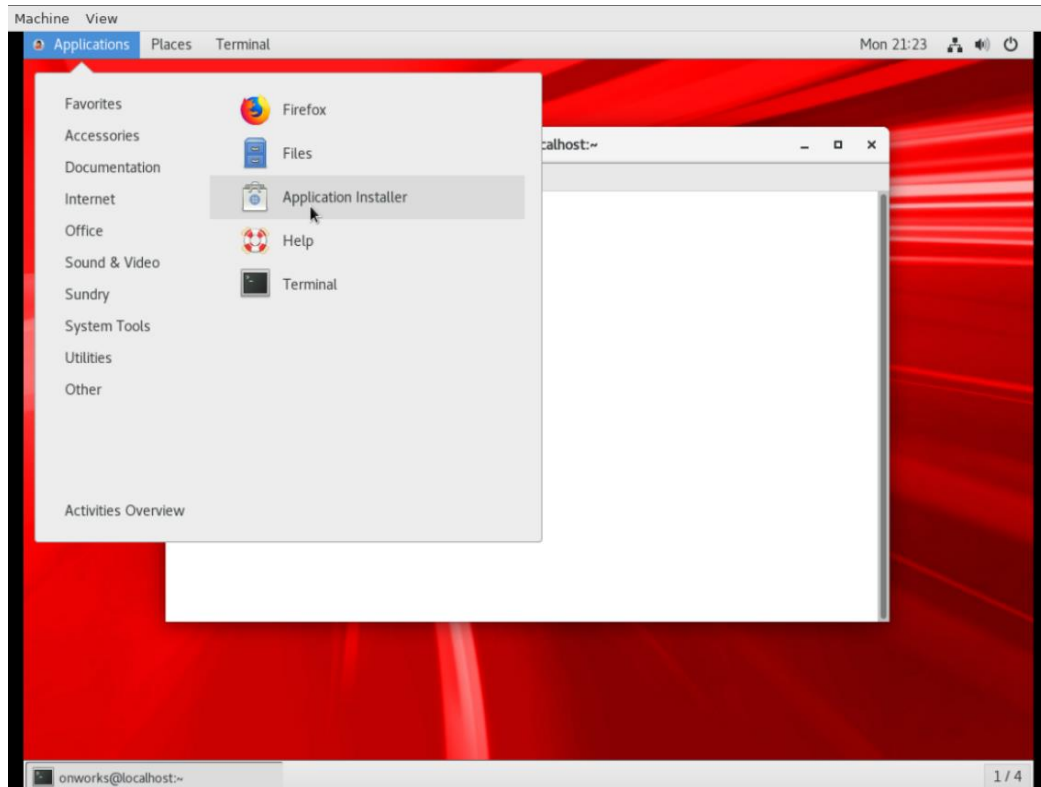 Machine View
Applications Places Terminal Mon 21:23
Favorites
Accessories
Documentation
Internet
Office
Sound & Video
Sundry
System Tools
Utilities
Other
Activities Overview
Firefox
Files
Application Installer
Help
Terminal
calhost:~
onworks@localhost:~ 1 / 4